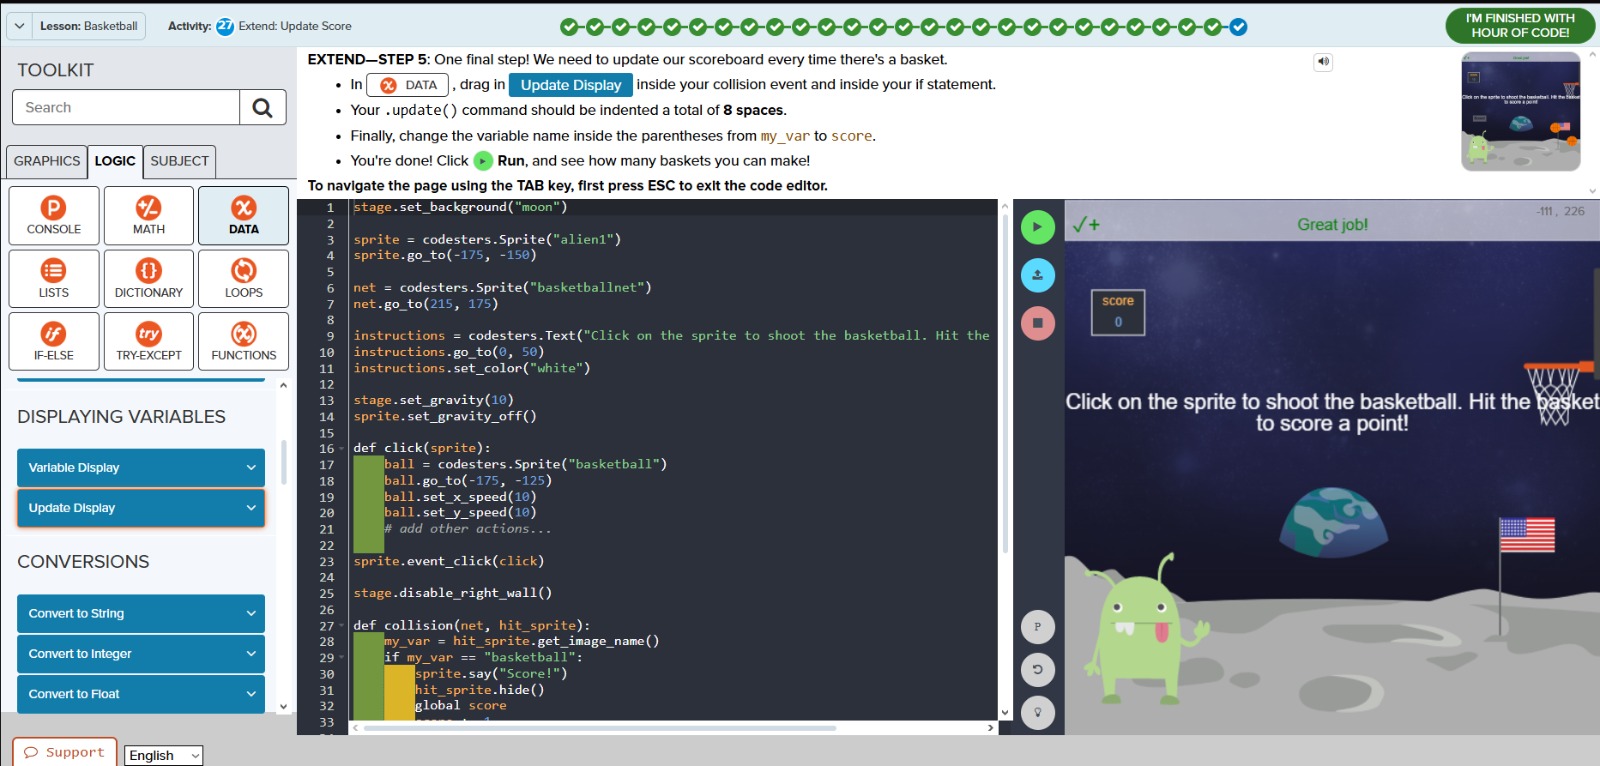 Lesson: Basketball
Activity: 27 Extend: Update Score
I'M FINISHED WITH
HOUR OF CODE!
TOOLKIT
Search
GRAPHICS
LOGIC
SUBJECT
P
CONSOLE
+/-
MATH
x
DATA
LISTS
{}
DICTIONARY
LOOPS
if
IF-ELSE
try
TRY-EXCEPT
(x)
FUNCTIONS
DISPLAYING VARIABLES
Variable Display
Update Display
CONVERSIONS
Convert to String
Convert to Integer
Convert to Float
Support
English
EXTEND—STEP 5: One final step! We need to update our scoreboard every time there's a basket.
• In x DATA , drag in Update Display inside your collision event and inside your if statement.
• Your .update() command should be indented a total of 8 spaces.
• Finally, change the variable name inside the parentheses from my_var to score.
• You're done! Click Run, and see how many baskets you can make!
To navigate the page using the TAB key, first press ESC to exit the code editor.
1 stage.set_background("moon")
2
3 sprite = codesters.Sprite("alien1")
4 sprite.go_to(-175, -150)
5
6 net = codesters.Sprite("basketballnet")
7 net.go_to(215, 175)
8
9 instructions = codesters.Text("Click on the sprite to shoot the basketball. Hit the
10 instructions.go_to(0, 50)
11 instructions.set_color("white")
12
13 stage.set_gravity(10)
14 sprite.set_gravity_off()
15
16 def click(sprite):
17 ball = codesters.Sprite("basketball")
18 ball.go_to(-175, -125)
19 ball.set_x_speed(10)
20 ball.set_y_speed(10)
21 # add other actions...
22
23 sprite.event_click(click)
24
25 stage.disable_right_wall()
26
27 def collision(net, hit_sprite):
28 my_var = hit_sprite.get_image_name()
29 if my_var == "basketball":
30 sprite.say("Score!")
31 hit_sprite.hide()
32 global score
33
P
-111, 226
√+
Great job!
score
0
Click on the sprite to shoot the basketball. Hit the basket
to score a point!